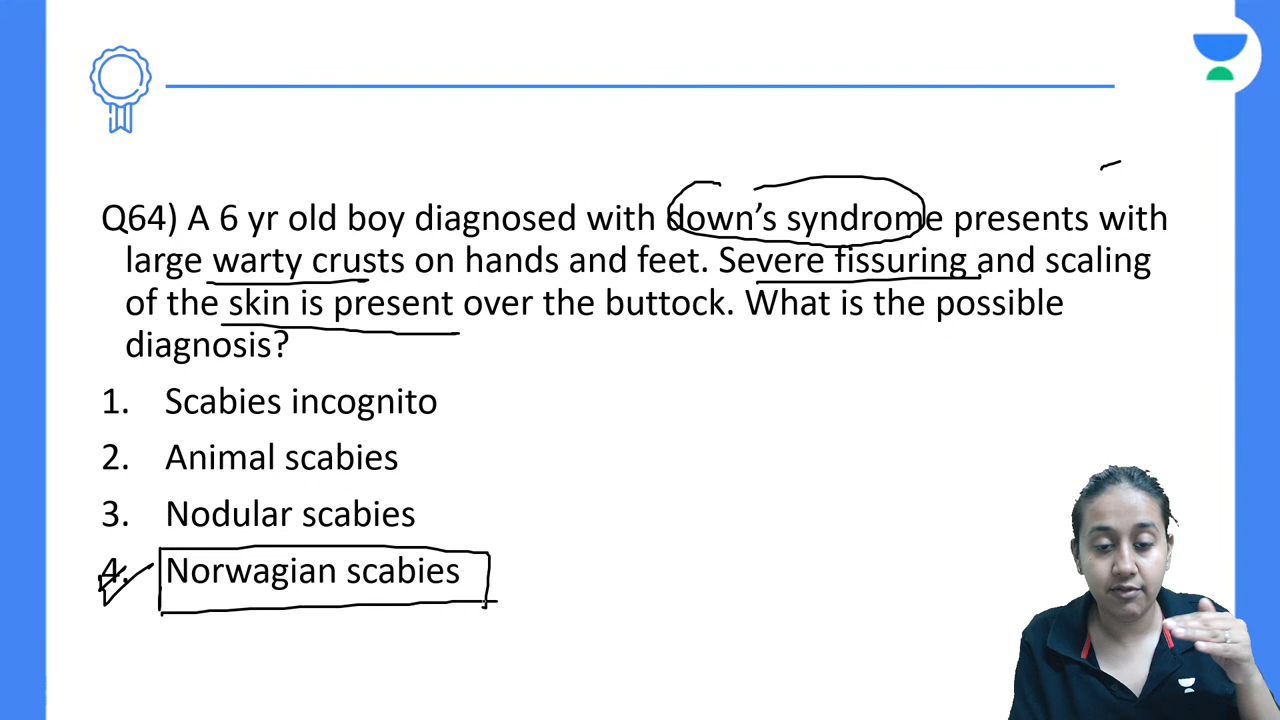 Q64) A 6 yr old boy diagnosed with down's syndrome presents with
large warty crusts on hands and feet. Severe fissuring and scaling
of the skin is present over the buttock. What is the possible
diagnosis?
1. Scabies incognito
2. Animal scabies
3. Nodular scabies
4. Norwagian scabies